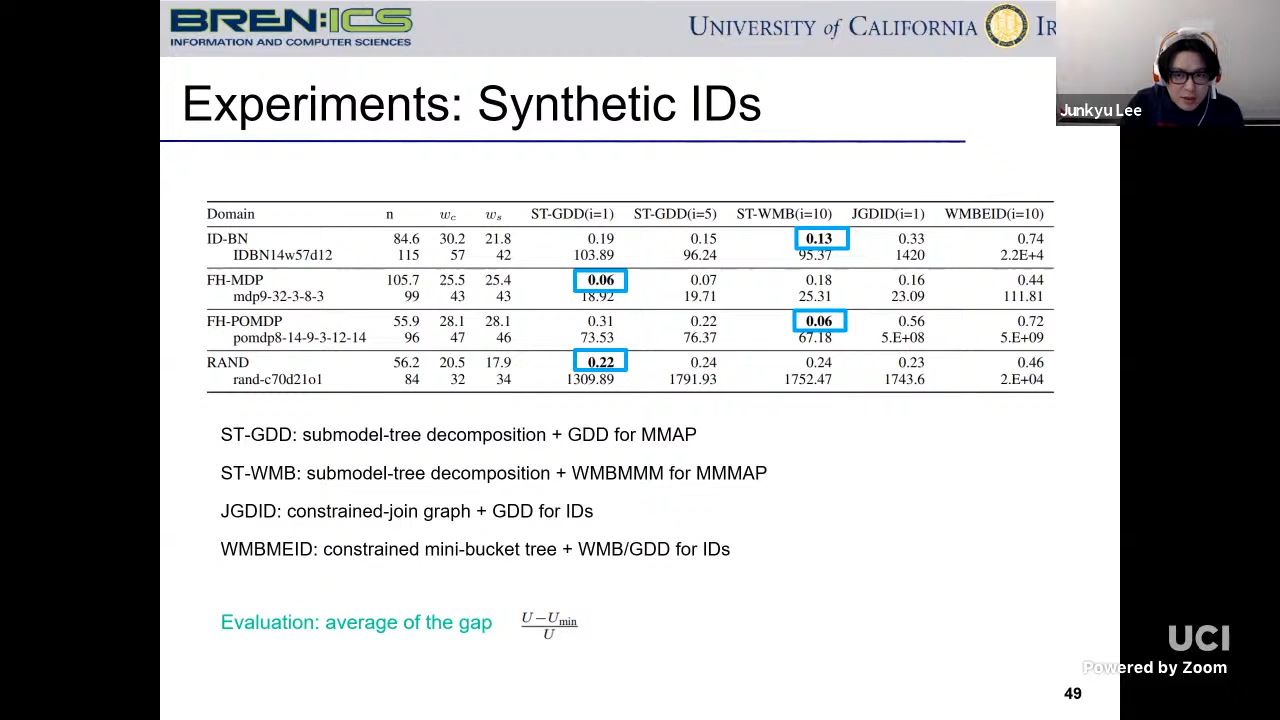 BREN:ICS
INFORMATION AND COMPUTER SCIENCES
UNIVERSITY of CALIFORNIA IR
Junkyu Lee
Experiments: Synthetic IDs
Domain n w_c w_s ST-GDD(i=1) ST-GDD(i=5) ST-WMB(i=10) JGDID(i=1) WMBEID(i=10)
ID-BN 84.6 30.2 21.8 0.19 0.15 0.13 0.33 0.74
IDBN14w57d12 115 57 42 103.89 96.24 95.37 1420 2.2E+4
FH-MDP 105.7 25.5 25.4 0.06 0.07 0.18 0.16 0.44
mdp9-32-3-8-3 99 43 43 18.92 19.71 25.31 23.09 111.81
FH-POMDP 55.9 28.1 28.1 0.31 0.22 0.06 0.56 0.72
pomdp8-14-9-3-12-14 96 47 46 73.53 76.37 67.18 5.E+08 5.E+09
RAND 56.2 20.5 17.9 0.22 0.24 0.24 0.23 0.46
rand-c70d21o1 84 32 34 1309.89 1791.93 1752.47 1743.6 2.E+04
ST-GDD: submodel-tree decomposition + GDD for MMAP
ST-WMB: submodel-tree decomposition + WMBMMM for MMMAP
JGDID: constrained-join graph + GDD for IDs
WMBMEID: constrained mini-bucket tree + WMB/GDD for IDs
Evaluation: average of the gap
U−U_min
U
UCI
Powered by Zoom
49